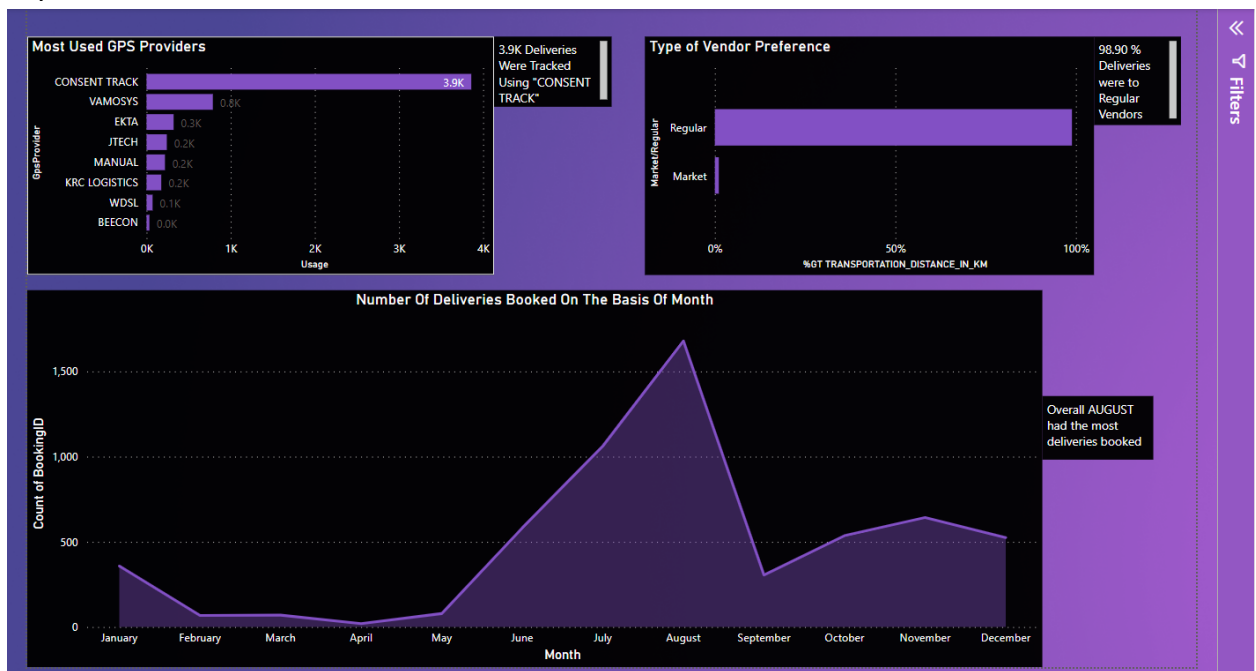 Most Used GPS Providers
3.9K Deliveries
Were Tracked
Using "CONSENT
TRACK"
GpsProvider
CONSENT TRACK
3.9K
VAMOSYS
0.8K
EKTA
0.3K
JTECH
0.2K
MANUAL
0.2K
KRC LOGISTICS
0.2K
WDSL
0.1K
BEECON
0.0K
0K 1K 2K 3K 4K
Usage
Type of Vendor Preference
98.90 %
Deliveries
were to
Regular
Vendors
Market/Regular
Regular
Market
0% 50% 100%
%GT TRANSPORTATION_DISTANCE_IN_KM
Filters
Number Of Deliveries Booked On The Basis Of Month
Count of BookingID
1,500
1,000
500
0
January February March April May June July August September October November December
Month
Overall AUGUST
had the most
deliveries booked